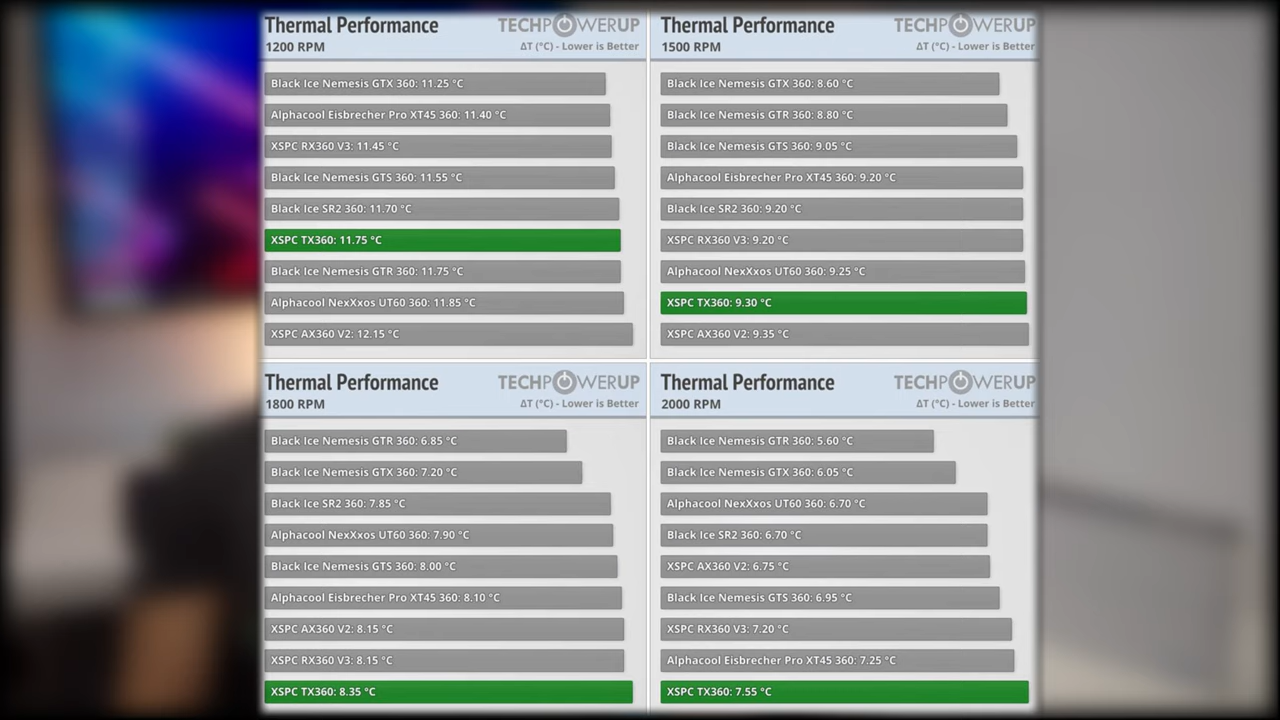 Thermal Performance
TECHPOWERUP
1200 RPM
ΔT (°C) - Lower is Better
Black Ice Nemesis GTX 360: 11.25 °C
Alphacool Eisbrecher Pro XT45 360: 11.40 °C
XSPC RX360 V3: 11.45 °C
Black Ice Nemesis GTS 360: 11.55 °C
Black Ice SR2 360: 11.70 °C
XSPC TX360: 11.75 °C
Black Ice Nemesis GTR 360: 11.75 °C
Alphacool NexXxos UT60 360: 11.85 °C
XSPC AX360 V2: 12.15 °C
Thermal Performance
TECHPOWERUP
1500 RPM
ΔT (°C) - Lower is Better
Black Ice Nemesis GTX 360: 8.60 °C
Black Ice Nemesis GTR 360: 8.80 °C
Black Ice Nemesis GTS 360: 9.05 °C
Alphacool Eisbrecher Pro XT45 360: 9.20 °C
Black Ice SR2 360: 9.20 °C
XSPC RX360 V3: 9.20 °C
Alphacool NexXxos UT60 360: 9.25 °C
XSPC TX360: 9.30 °C
XSPC AX360 V2: 9.35 °C
Thermal Performance
TECHPOWERUP
1800 RPM
ΔT (°C) - Lower is Better
Black Ice Nemesis GTR 360: 6.85 °C
Black Ice Nemesis GTX 360: 7.20 °C
Black Ice SR2 360: 7.85 °C
Alphacool NexXxos UT60 360: 7.90 °C
Black Ice Nemesis GTS 360: 8.00 °C
Alphacool Eisbrecher Pro XT45 360: 8.10 °C
XSPC AX360 V2: 8.15 °C
XSPC RX360 V3: 8.15 °C
XSPC TX360: 8.35 °C
Thermal Performance
TECHPOWERUP
2000 RPM
ΔT (°C) - Lower is Better
Black Ice Nemesis GTR 360: 5.60 °C
Black Ice Nemesis GTX 360: 6.05 °C
Alphacool NexXxos UT60 360: 6.70 °C
Black Ice SR2 360: 6.70 °C
XSPC AX360 V2: 6.75 °C
Black Ice Nemesis GTS 360: 6.95 °C
XSPC RX360 V3: 7.20 °C
Alphacool Eisbrecher Pro XT45 360: 7.25 °C
XSPC TX360: 7.55 °C